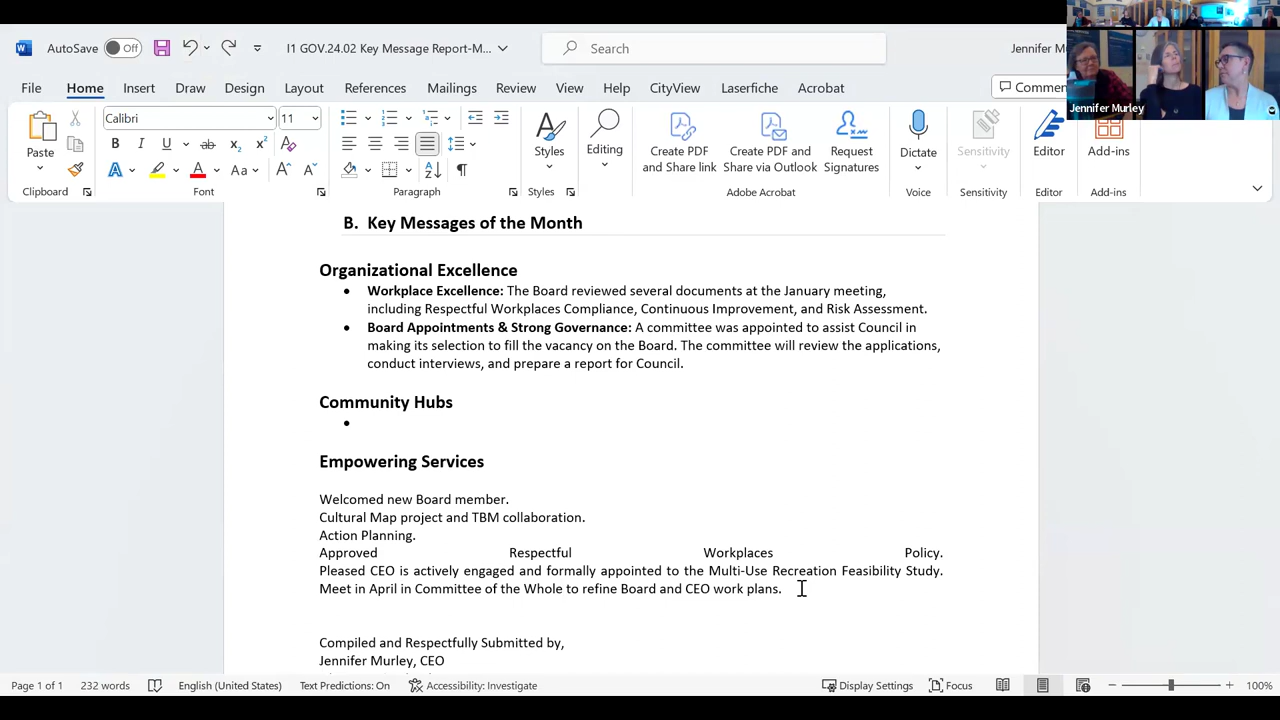 AutoSave Off I1 GOV.24.02 Key Message Report-M... Search Jennifer Mu
File Home Insert Draw Design Layout References Mailings Review View Help CityView Laserfiche Acrobat Commen
Jennifer Murley
Calibri 11
Paste Styles Editing Create PDF and Share link Create PDF and Share via Outlook Request Signatures Dictate Sensitivity Editor Add-ins
Clipboard Font Paragraph Styles Adobe Acrobat Voice Sensitivity Editor Add-ins
B. Key Messages of the Month
Organizational Excellence
• Workplace Excellence: The Board reviewed several documents at the January meeting,
including Respectful Workplaces Compliance, Continuous Improvement, and Risk Assessment.
• Board Appointments & Strong Governance: A committee was appointed to assist Council in
making its selection to fill the vacancy on the Board. The committee will review the applications,
conduct interviews, and prepare a report for Council.
Community Hubs
•
Empowering Services
Welcomed new Board member.
Cultural Map project and TBM collaboration.
Action Planning.
Approved Respectful Workplaces Policy.
Pleased CEO is actively engaged and formally appointed to the Multi-Use Recreation Feasibility Study.
Meet in April in Committee of the Whole to refine Board and CEO work plans.
Compiled and Respectfully Submitted by,
Jennifer Murley, CEO
Page 1 of 1 232 words English (United States) Text Predictions: On Accessibility: Investigate Display Settings Focus 100%